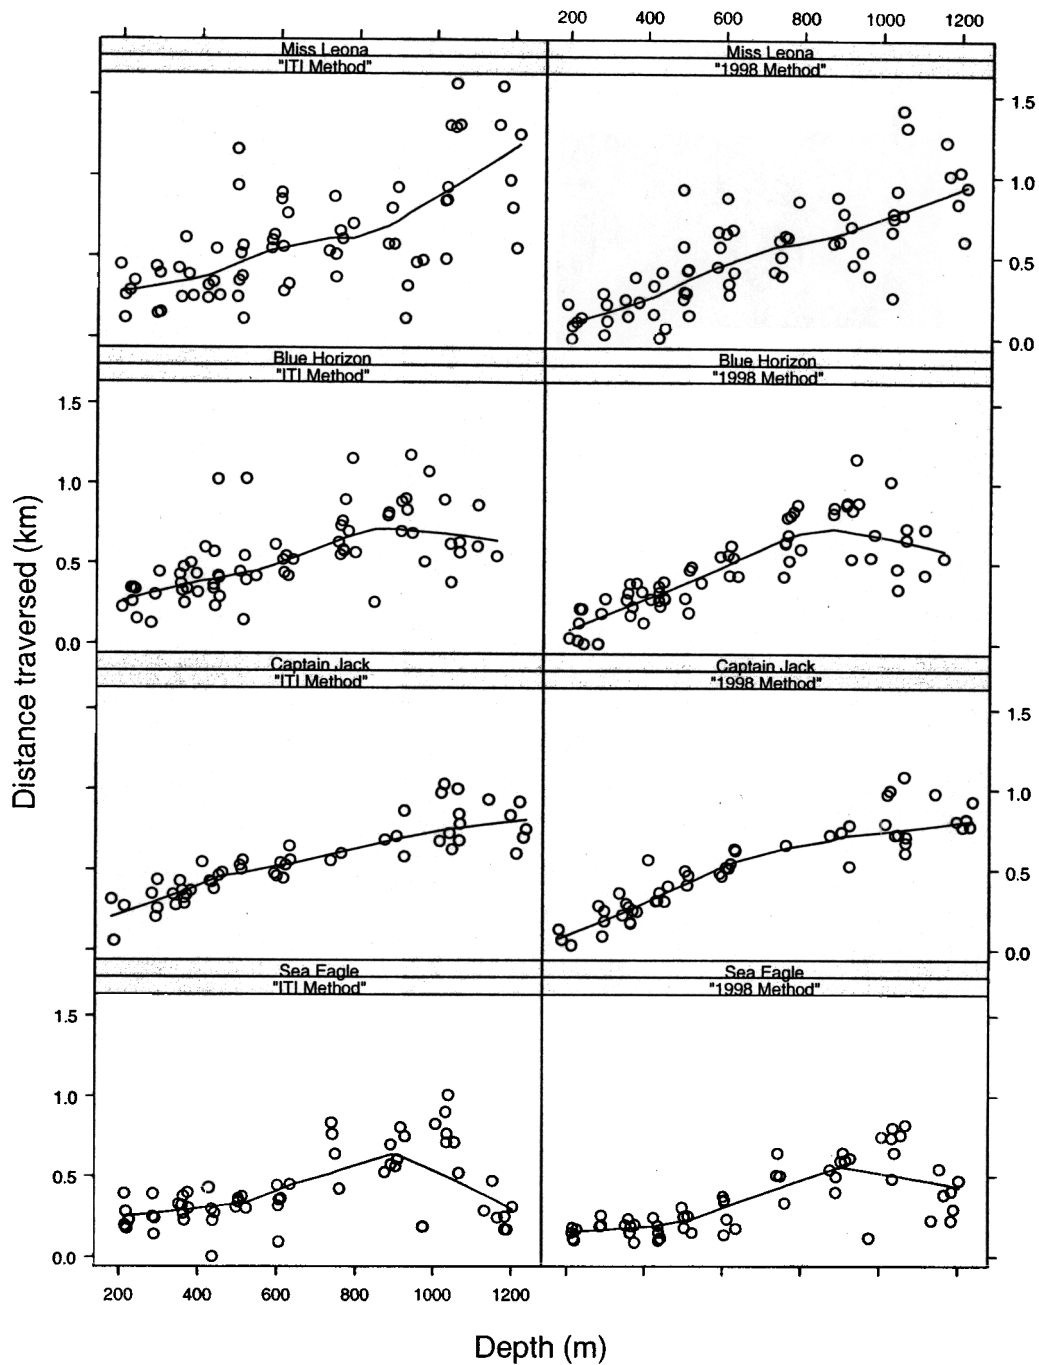 200 400 600 800 1000 1200
Miss Leona Miss Leona
"ITI Method" "1998 Method"
1.5
1.0
0.5
0.0
Blue Horizon Blue Horizon
"ITI Method" "1998 Method"
1.5
1.0
0.5
0.0
Captain Jack Captain Jack
"ITI Method" "1998 Method"
1.5
1.0
0.5
0.0
Sea Eagle Sea Eagle
"ITI Method" "1998 Method"
1.5
1.0
0.5
0.0
200 400 600 800 1000 1200
Distance traversed (km)
Depth (m)